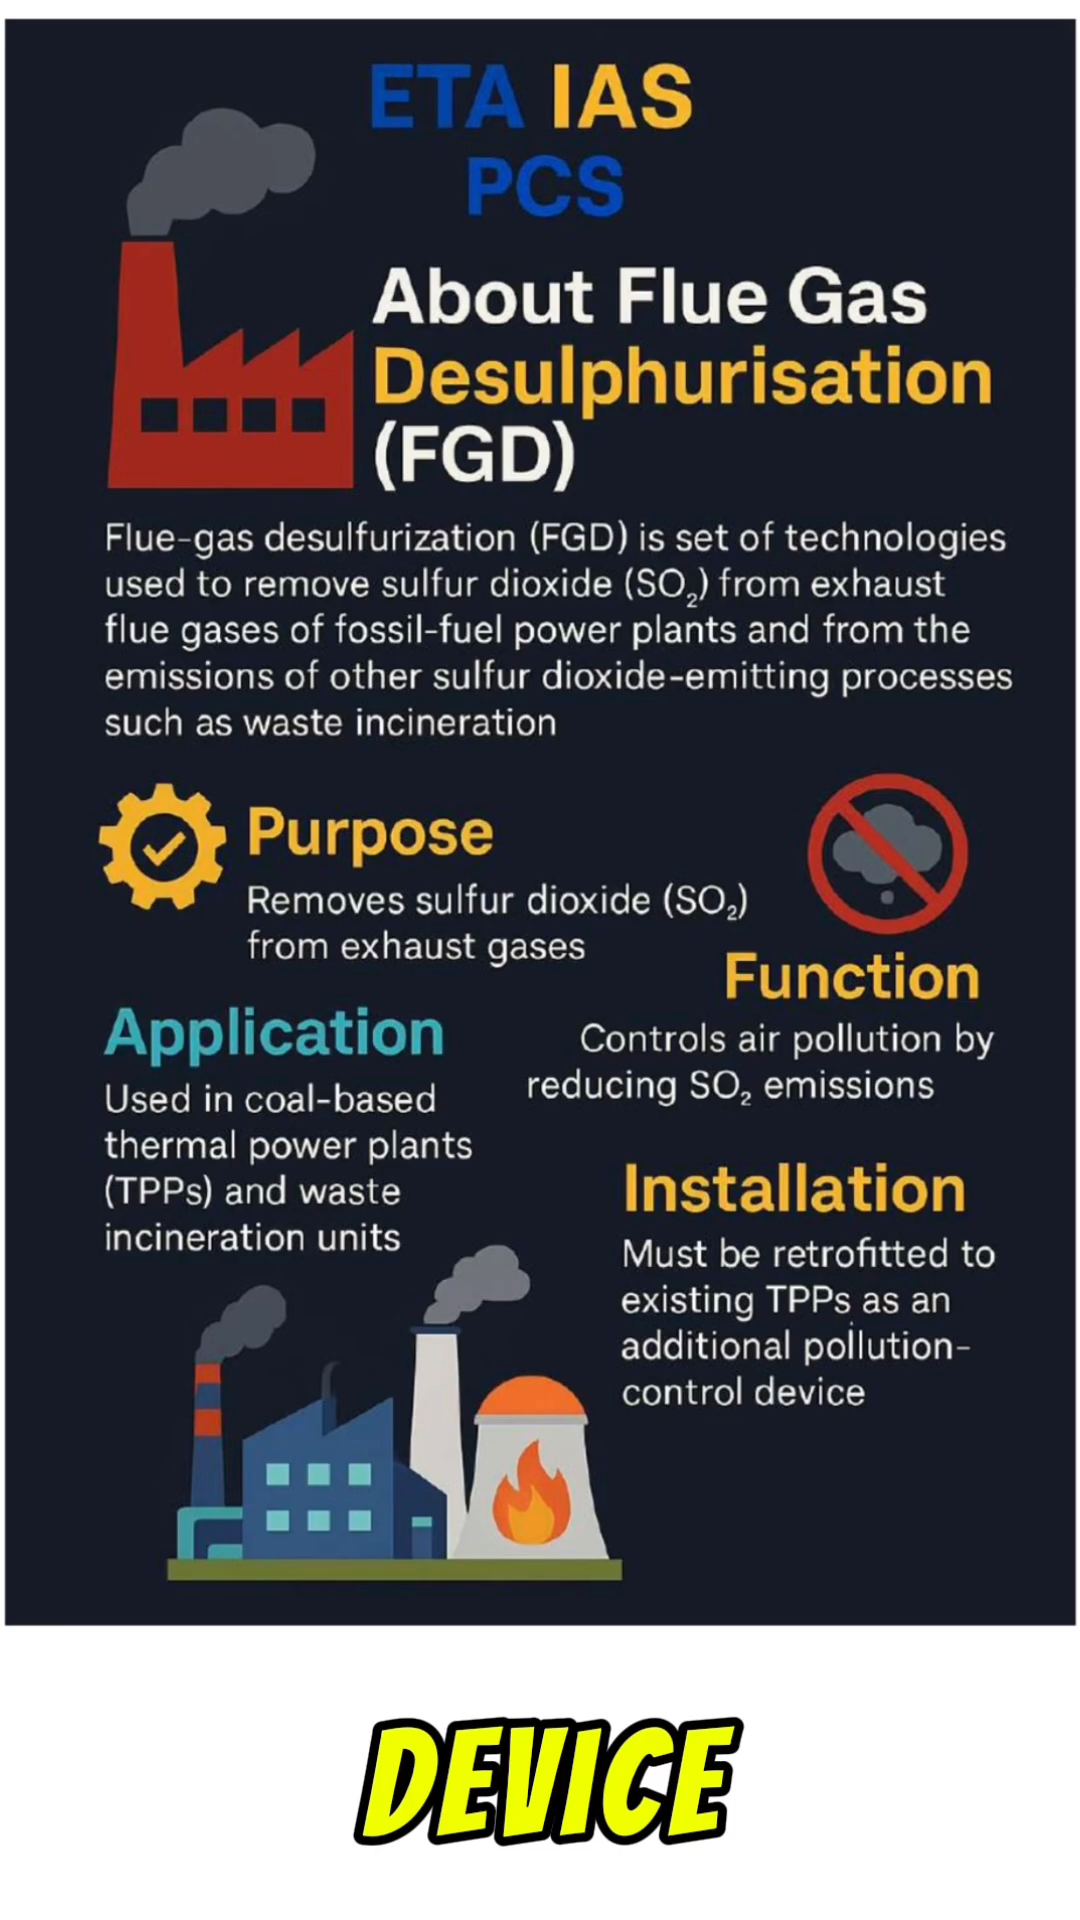 ETA IAS
PCS
About Flue Gas
Desulphurisation
(FGD)
Flue-gas desulfurization (FGD) is set of technologies
used to remove sulfur dioxide (SO₂) from exhaust
flue gases of fossil-fuel power plants and from the
emissions of other sulfur dioxide-emitting processes
such as waste incineration
Purpose
Removes sulfur dioxide (SO₂)
from exhaust gases
Function
Controls air pollution by
reducing SO₂ emissions
Application
Used in coal-based
thermal power plants
(TPPs) and waste
incineration units
Installation
Must be retrofitted to
existing TPPs as an
additional pollution-
control device
DEVICE